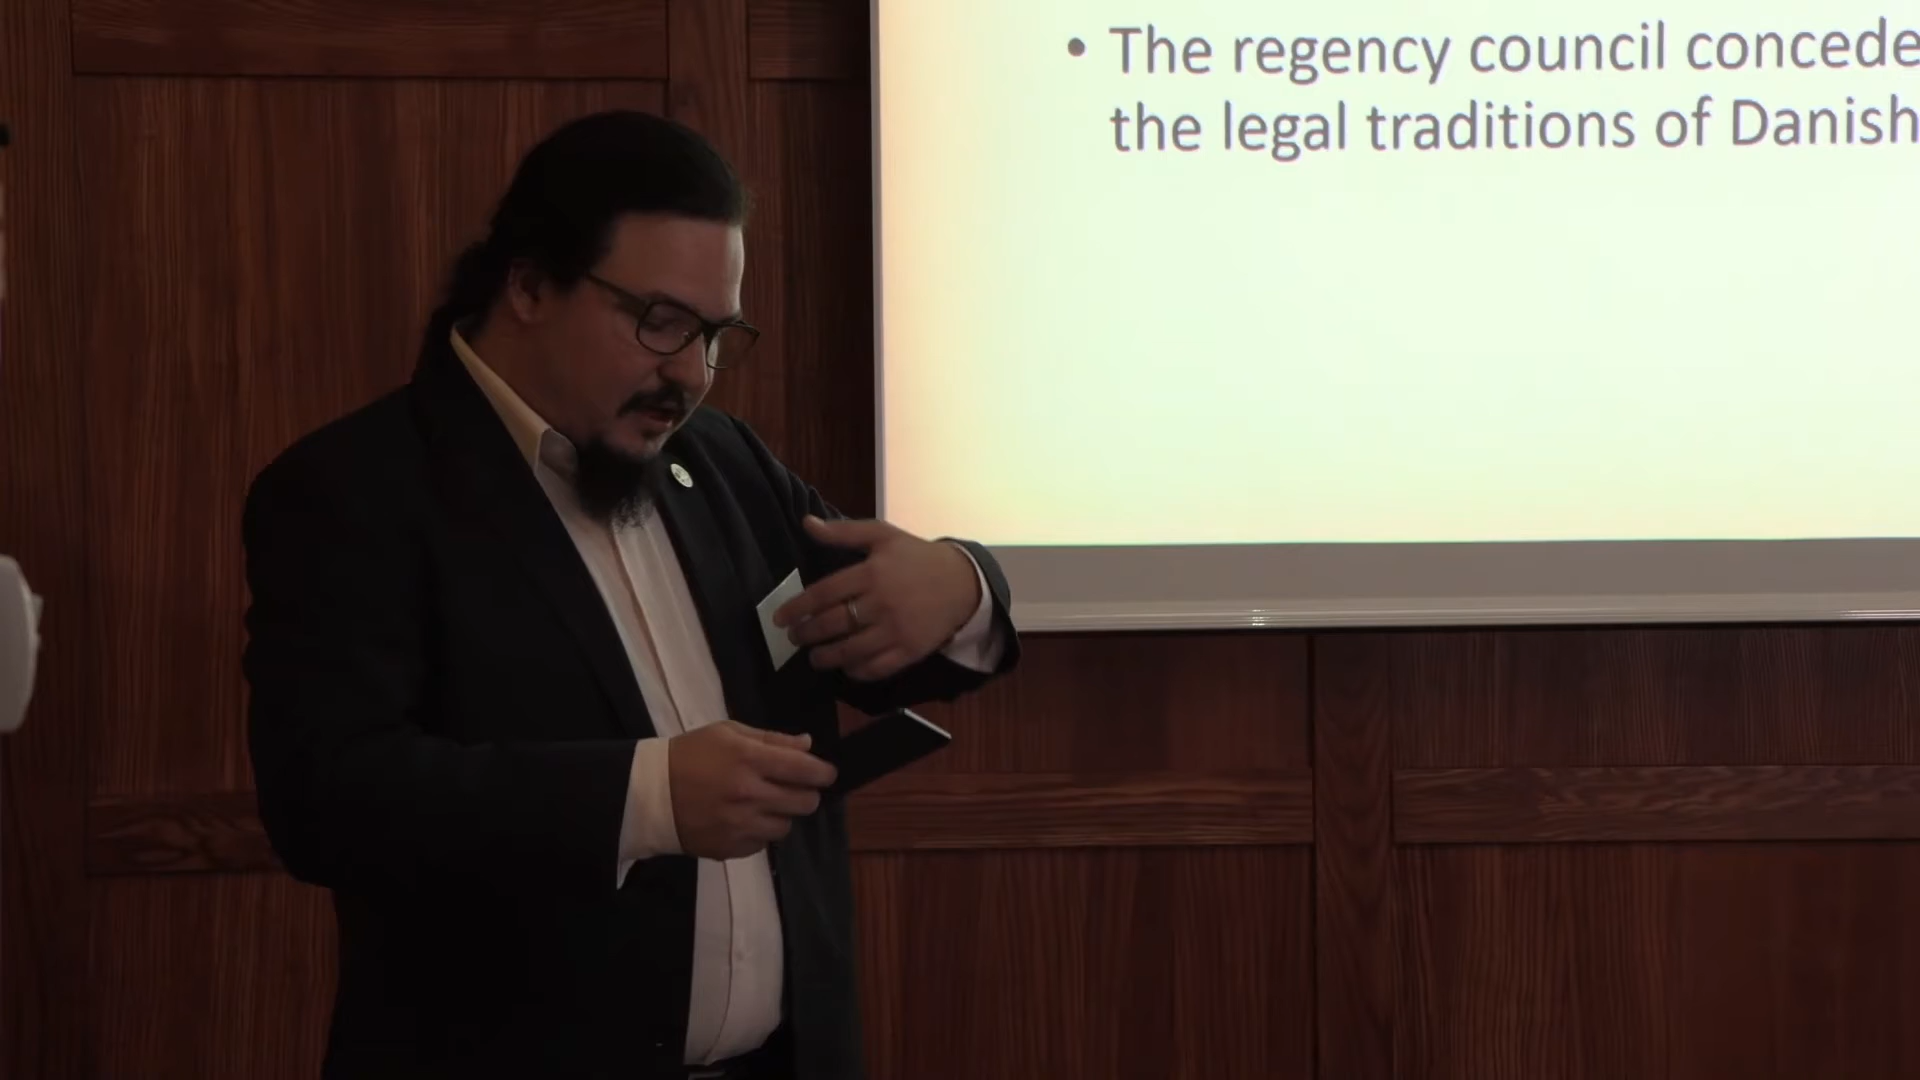 • The regency council concede
the legal traditions of Danish